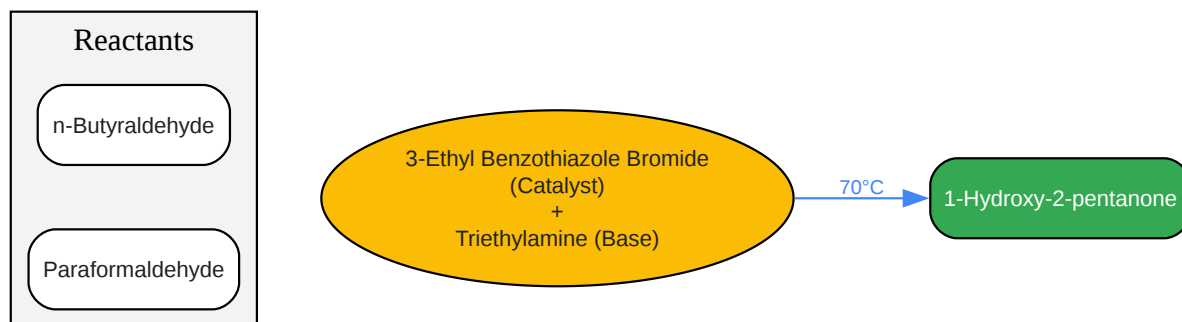 Reactants
n-Butyraldehyde
Paraformaldehyde
3-Ethyl Benzothiazole Bromide
(Catalyst)
+
Triethylamine (Base)
70°C
1-Hydroxy-2-pentanone